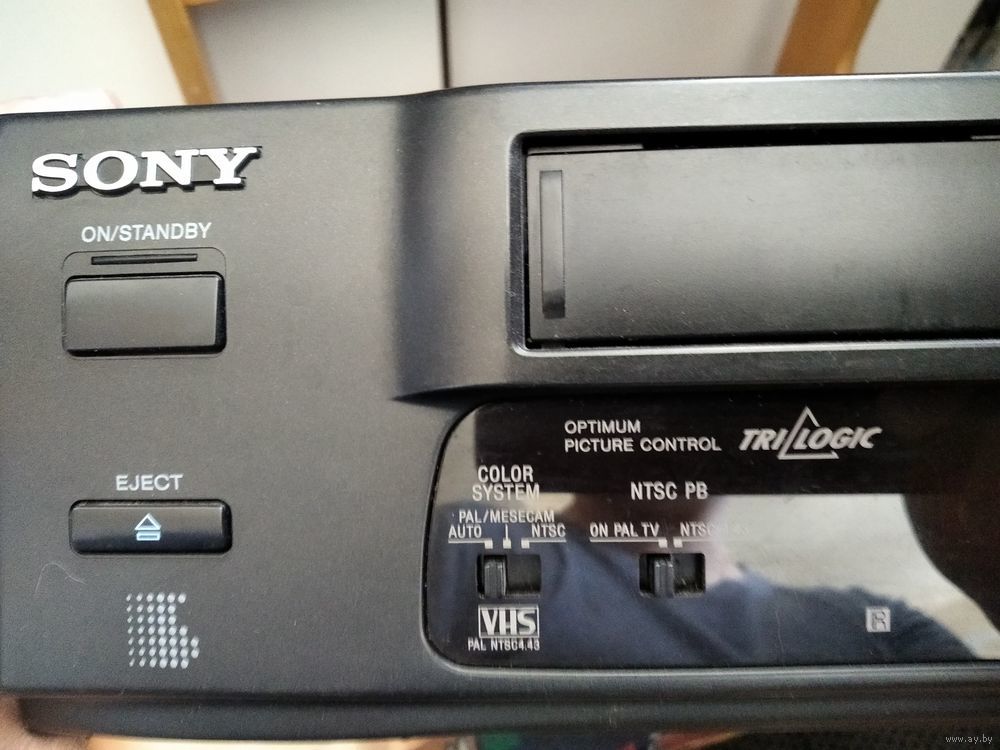 SONY
ON/STANDBY
EJECT
OPTIMUM
PICTURE CONTROL
TRILOGIC
COLOR
SYSTEM
PAL/MESECAM
AUTO
NTSC
NTSC PB
ON PAL TV
NTSC
VHS
PAL NTSC4.43
R
www.ay.by